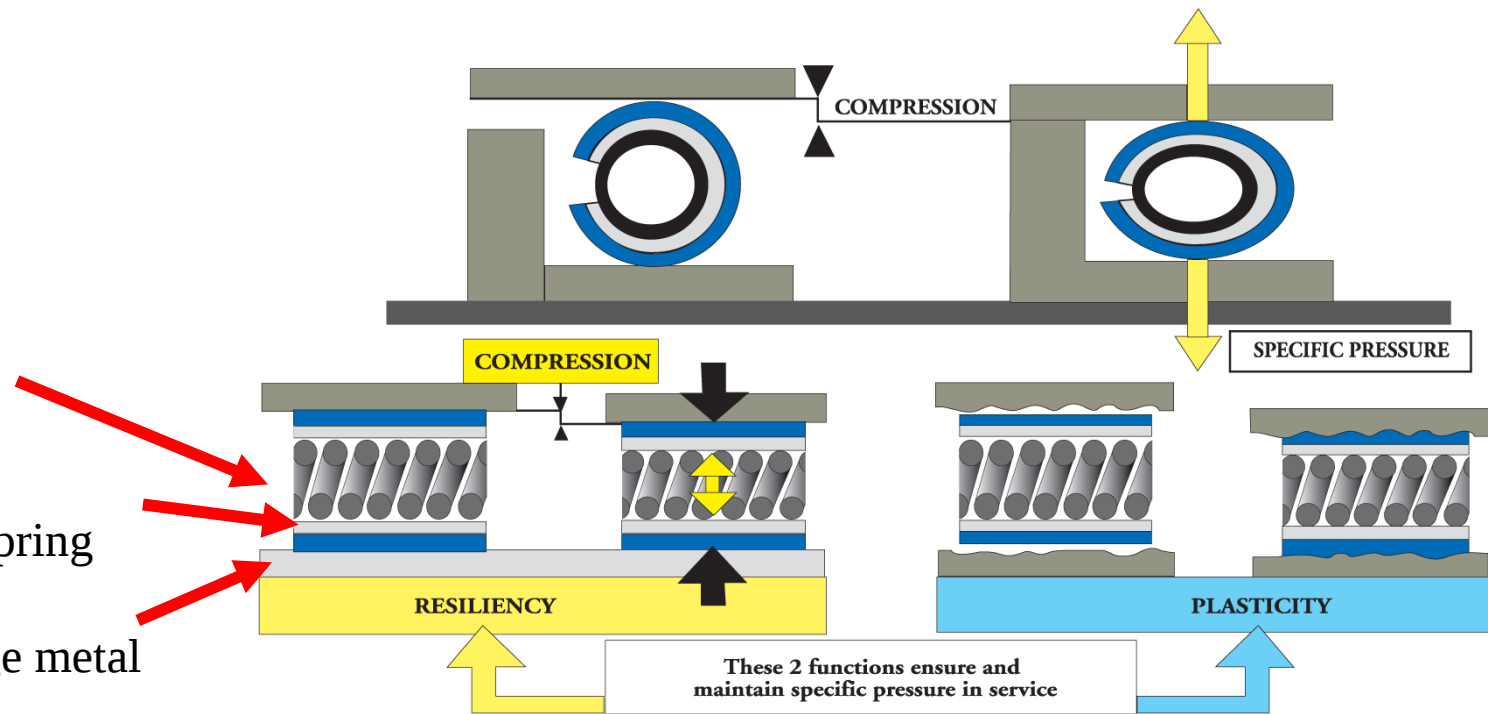 COMPRESSION
SPECIFIC PRESSURE
COMPRESSION
pring
e metal
RESILIENCY
PLASTICITY
These 2 functions ensure and
maintain specific pressure in service